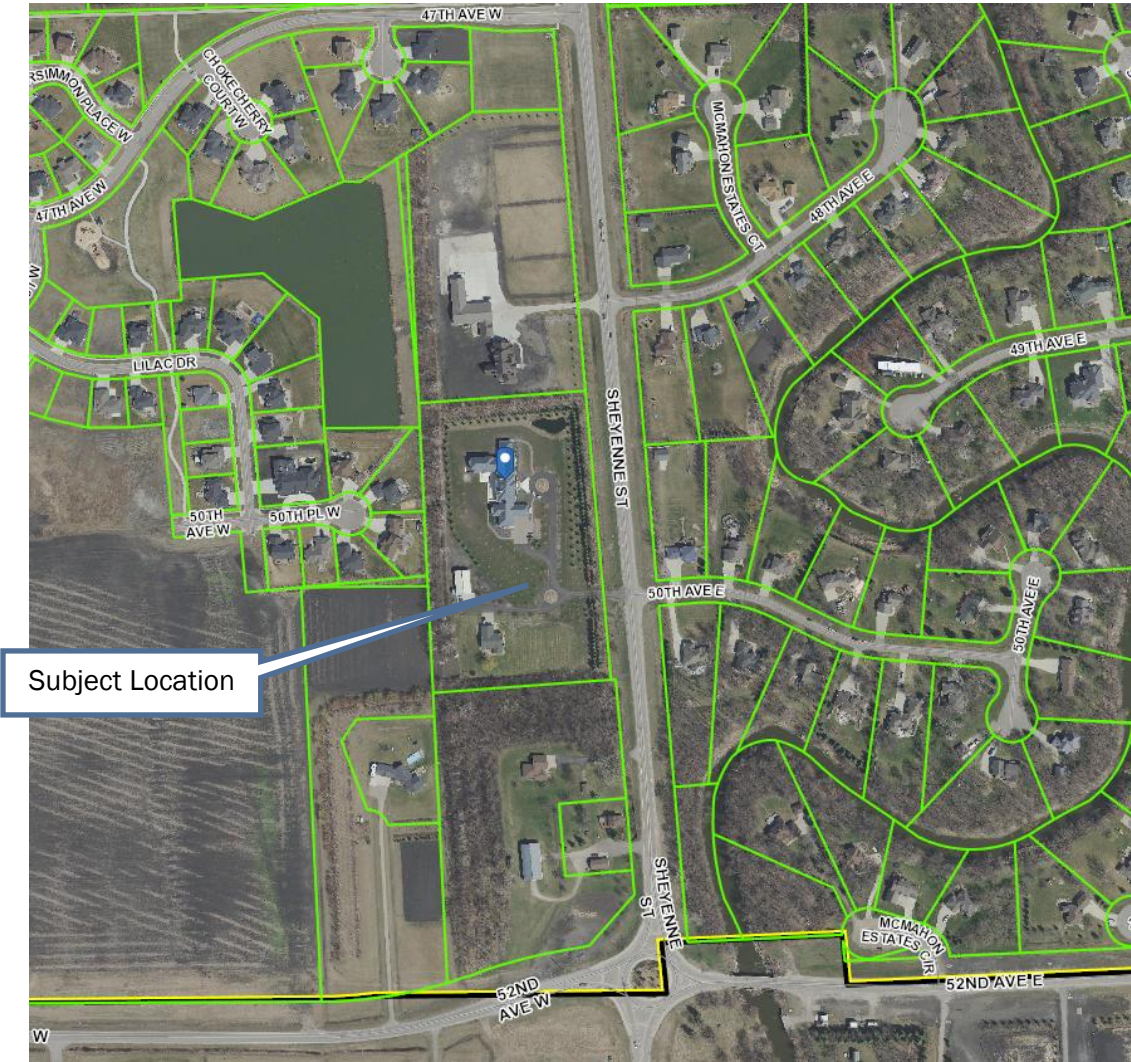 47TH AVE W
CHOKECHERRY
COURT W
RSIMMON PLACE W
MCMAHON ESTATES CT
48TH AVE E
47TH AVE W
W
49TH AVE E
LILAC DR
SHEYENNE ST
50TH
AVE W
50TH PL W
50TH AVE E
50TH AVE E
Subject Location
SHEYENNE
ST
MCMAHON
ESTATES CIR
52ND
AVE W
52ND AVE E
W